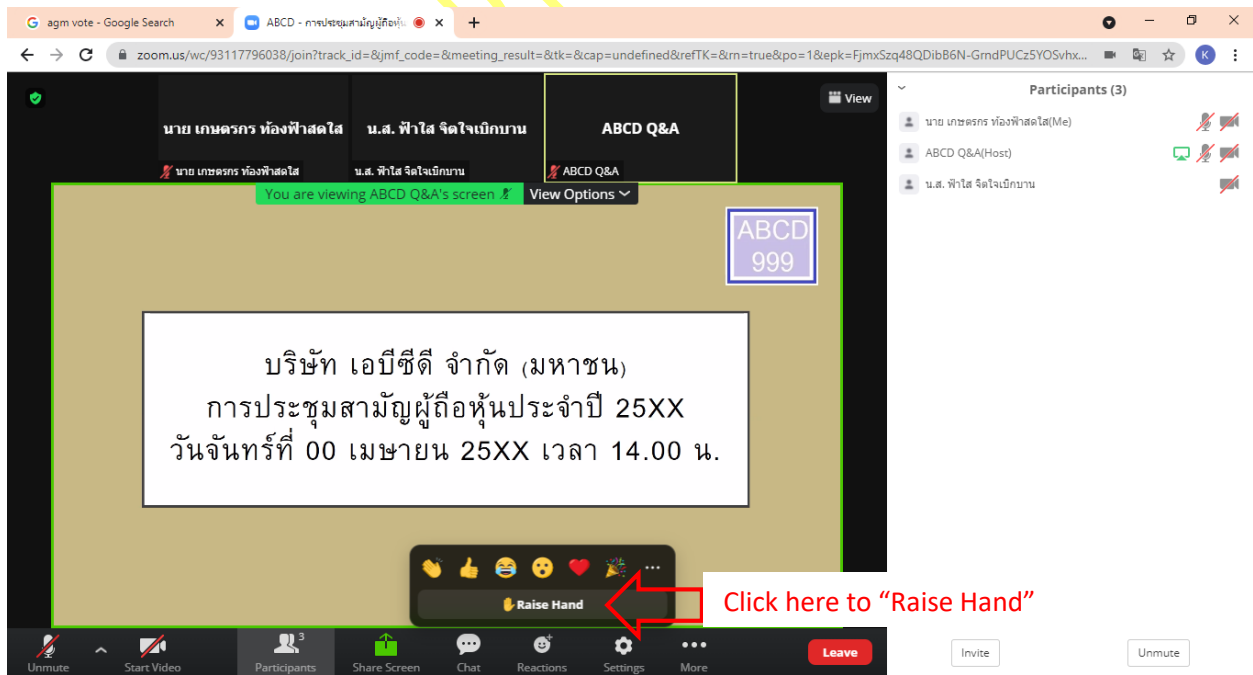 agm vote - Google Search
ABCD - การประชุมสามัญผู้ถือหุ้น
zoom.us/wc/93117796038/join?track_id=&jmf_code=&meeting_result=&tk=&cap=undefined&refTK=&rn=true&po=1&epk=FjmxSzq48QDibB6N-GrndPUCz5YOSvhx...
K
นาย เกษตรกร ท้องฟ้าสดใส
น.ส. ฟ้าใส จิตใจเบิกบาน
ABCD Q&A
View
นาย เกษตรกร ท้องฟ้าสดใส
น.ส. ฟ้าใส จิตใจเบิกบาน
ABCD Q&A
You are viewing ABCD Q&A's screen
View Options
ABCD
999
บริษัท เอบีซีดี จำกัด (มหาชน)
การประชุมสามัญผู้ถือหุ้นประจำปี 25XX
วันจันทร์ที่ 00 เมษายน 25XX เวลา 14.00 น.
Raise Hand
Click here to “Raise Hand”
Unmute
Start Video
3
Participants
Share Screen
Chat
Reactions
Settings
More
Leave
Participants (3)
นาย เกษตรกร ท้องฟ้าสดใส(Me)
ABCD Q&A(Host)
น.ส. ฟ้าใส จิตใจเบิกบาน
Invite
Unmute